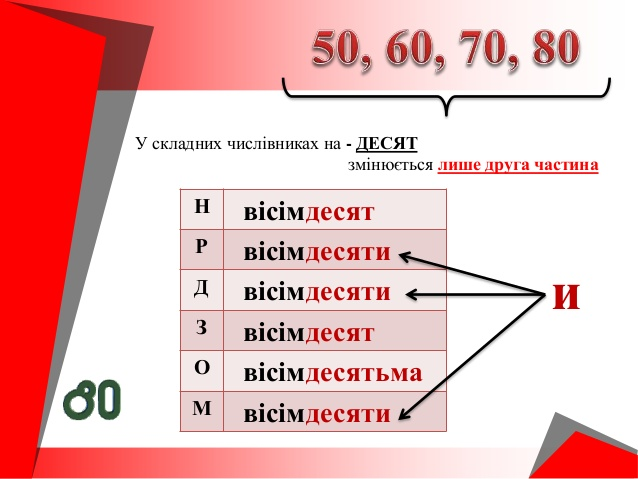 50, 60, 70, 80
У складних числівниках на - ДЕСЯТ
змінюється лише друга частина
Н вісімдесят
Р вісімдесяти
Д вісімдесяти
З вісімдесят
О вісімдесятьма
М вісімдесяти
и
80